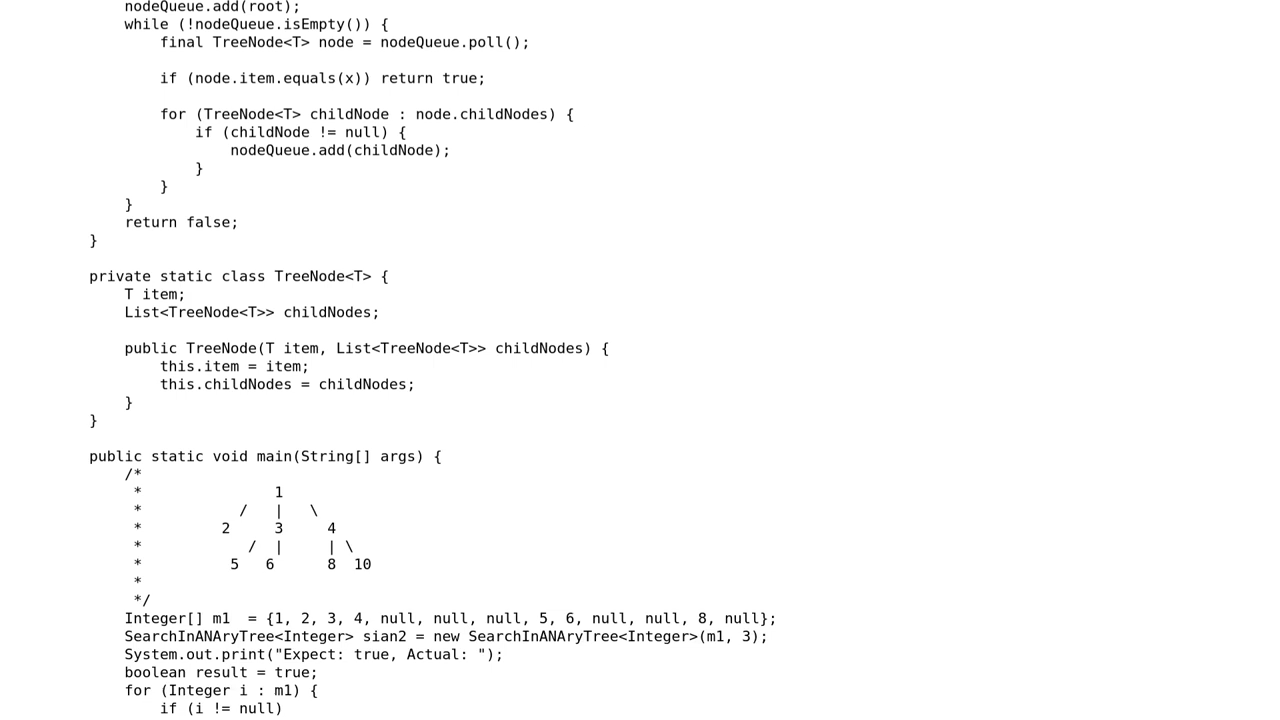 nodeQueue.add(root);
while (!nodeQueue.isEmpty()) {
final TreeNode<T> node = nodeQueue.poll();
if (node.item.equals(x)) return true;
for (TreeNode<T> childNode : node.childNodes) {
if (childNode != null) {
nodeQueue.add(childNode);
}
}
}
return false;
}
private static class TreeNode<T> {
T item;
List<TreeNode<T>> childNodes;
public TreeNode(T item, List<TreeNode<T>> childNodes) {
this.item = item;
this.childNodes = childNodes;
}
}
public static void main(String[] args) {
/*
*               1
*           /   |   \
*         2     3     4
*            /  |     | \
*          5   6      8  10
*
*/
Integer[] m1  = {1, 2, 3, 4, null, null, null, 5, 6, null, null, 8, null};
SearchInANAryTree<Integer> sian2 = new SearchInANAryTree<Integer>(m1, 3);
System.out.print("Expect: true, Actual: ");
boolean result = true;
for (Integer i : m1) {
if (i != null)